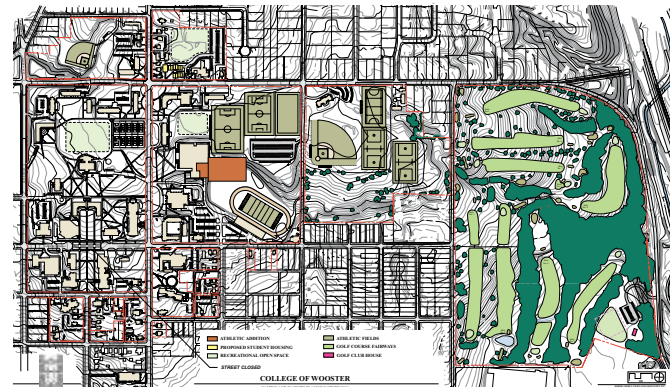 ATHLETIC ADDITION
PROPOSED STUDENT HOUSING
RECREATIONAL OPEN SPACE
STREET CLOSED
ATHLETIC FIELDS
GOLF COURSE FAIRWAYS
GOLF CLUB HOUSE
COLLEGE OF WOOSTER